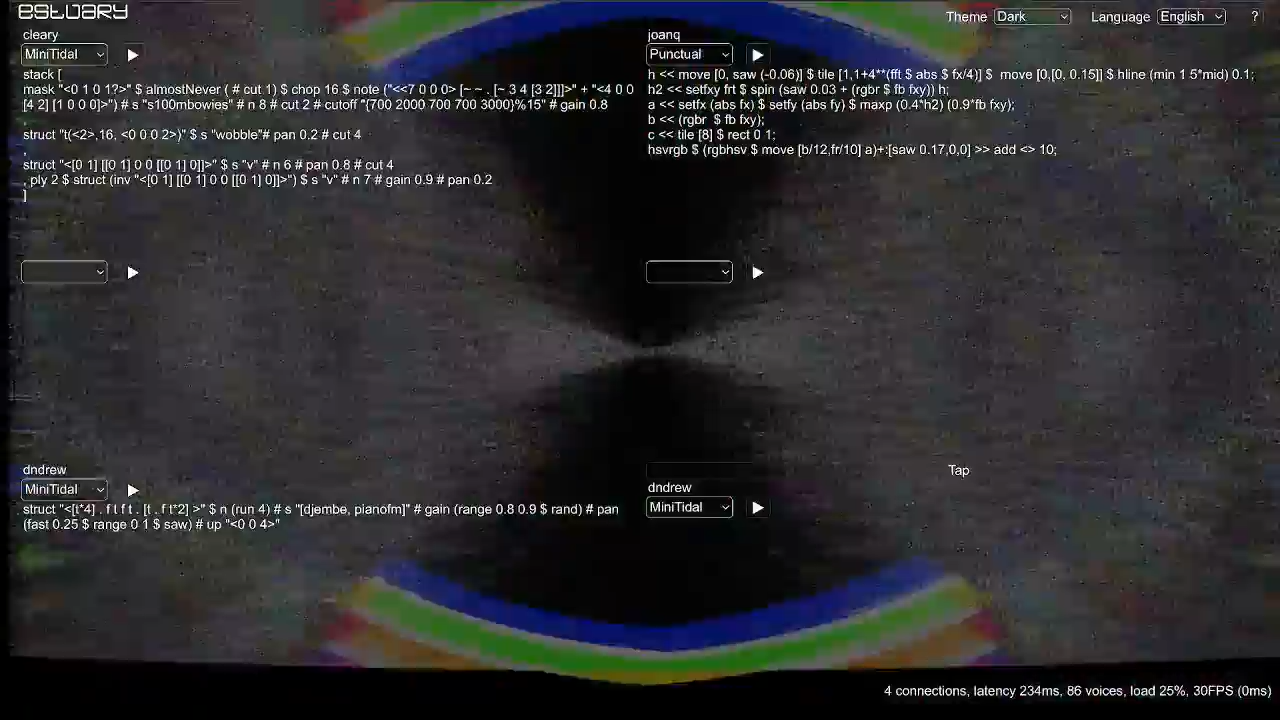 estuary
Theme Dark Language English ?
cleary
MiniTidal
stack [
mask "<0 1 0 1?>" $ almostNever ( # cut 1) $ chop 16 $ note ("<<7 0 0 0> [~ ~ . [~ 3 4 [3 2]]]>" + "<4 0 0
[4 2] [1 0 0 0]>") # s "s100mbowies" # n 8 # cut 2 # cutoff "{700 2000 700 700 3000}%15" # gain 0.8
,
struct "t(<2>,16, <0 0 0 2>)" $ s "wobble"# pan 0.2 # cut 4
,
struct "<[0 1] [[0 1] 0 0 [[0 1] 0]]>" $ s "v" # n 6 # pan 0.8 # cut 4
, ply 2 $ struct (inv "<[0 1] [[0 1] 0 0 [[0 1] 0]]>") $ s "v" # n 7 # gain 0.9 # pan 0.2
]
joanq
Punctual
h << move [0, saw (-0.06)] $ tile [1,1+4**(fft $ abs $ fx/4)] $ move [0,[0, 0.15]] $ hline (min 1 5*mid) 0.1;
h2 << setfxy frt $ spin (saw 0.03 + (rgbr $ fb fxy)) h;
a << setfx (abs fx) $ setfy (abs fy) $ maxp (0.4*h2) (0.9*fb fxy);
b << (rgbr $ fb fxy);
c << tile [8] $ rect 0 1;
hsvrgb $ (rgbhsv $ move [b/12,fr/10] a)+:[saw 0.17,0,0] >> add <> 10;
dndrew
MiniTidal
struct "<[t*4] . f t f t . [t . f t*2] >" $ n (run 4) # s "[djembe, pianofm]" # gain (range 0.8 0.9 $ rand) # pan
(fast 0.25 $ range 0 1 $ saw) # up "<0 0 4>"
Tap
dndrew
MiniTidal
4 connections, latency 234ms, 86 voices, load 25%, 30FPS (0ms)